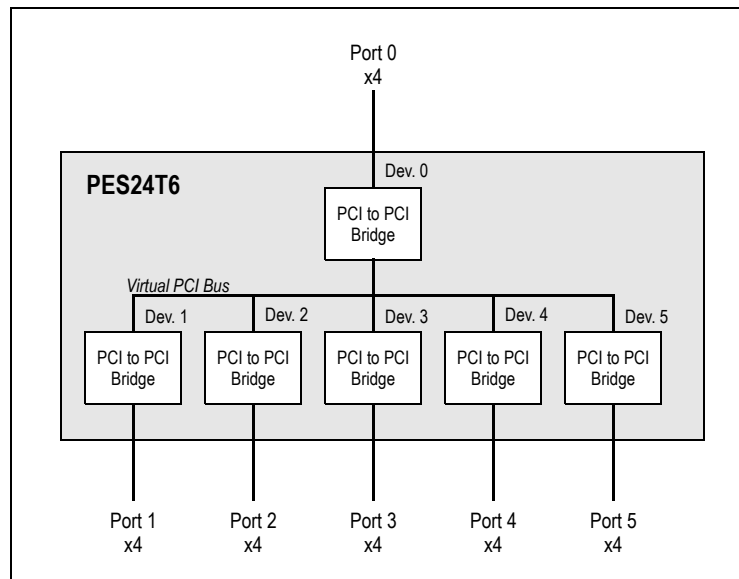 Port 0
x4
PES24T6
Dev. 0
PCI to PCI
Bridge
Virtual PCI Bus
Dev. 1
Dev. 2
Dev. 3
Dev. 4
Dev. 5
PCI to PCI
Bridge
PCI to PCI
Bridge
PCI to PCI
Bridge
PCI to PCI
Bridge
PCI to PCI
Bridge
Port 1
x4
Port 2
x4
Port 3
x4
Port 4
x4
Port 5
x4